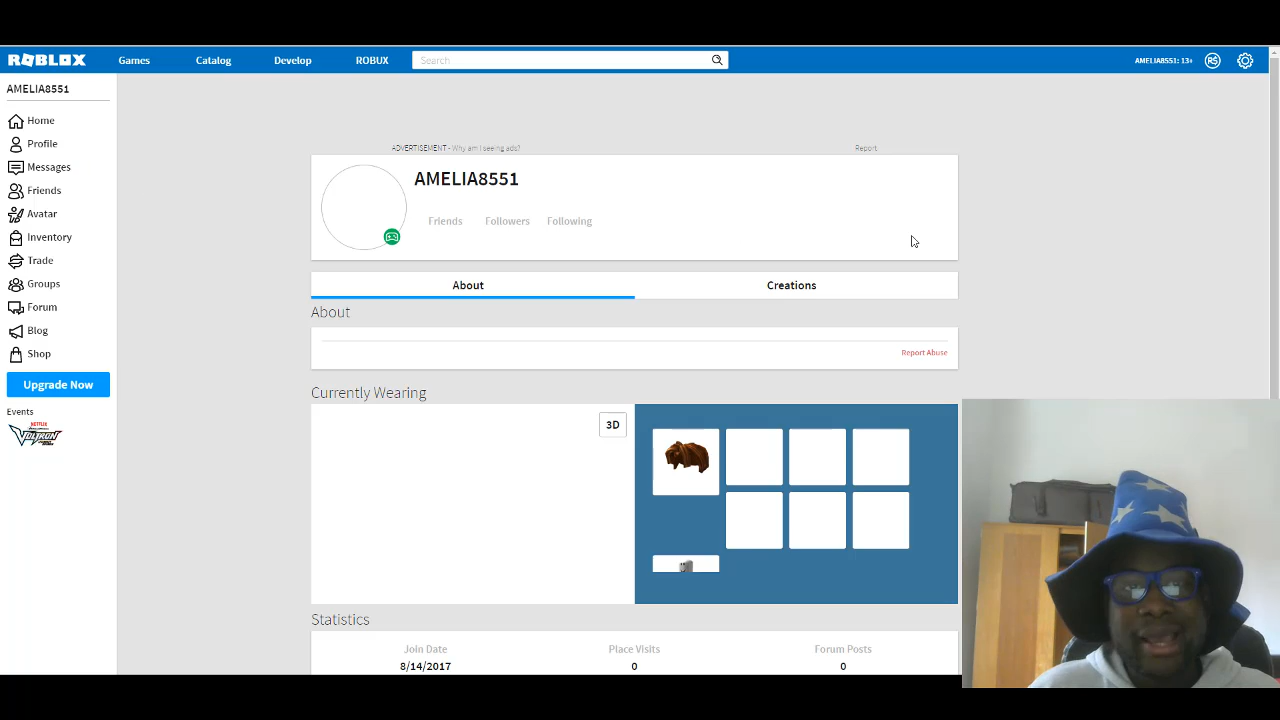 ROBLOX Games Catalog Develop ROBUX Search AMELIA8551: 13+ R$
AMELIA8551
Home
Profile
Messages
Friends
Avatar
Inventory
Trade
Groups
Forum
Blog
Shop
Upgrade Now
Events
NETFLIX
VOLTRON
ADVERTISEMENT - Why am I seeing ads? Report
AMELIA8551
Friends Followers Following
About Creations
About
Report Abuse
Currently Wearing
3D
Statistics
Join Date Place Visits Forum Posts
8/14/2017 0 0